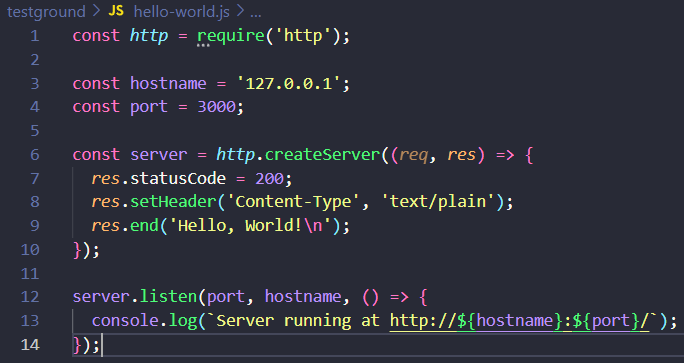 testground > JS hello-world.js > ...
1 const http = require('http');
2
3 const hostname = '127.0.0.1';
4 const port = 3000;
5
6 const server = http.createServer((req, res) => {
7   res.statusCode = 200;
8   res.setHeader('Content-Type', 'text/plain');
9   res.end('Hello, World!\n');
10 });
11
12 server.listen(port, hostname, () => {
13   console.log(`Server running at http://${hostname}:${port}/`);
14 });